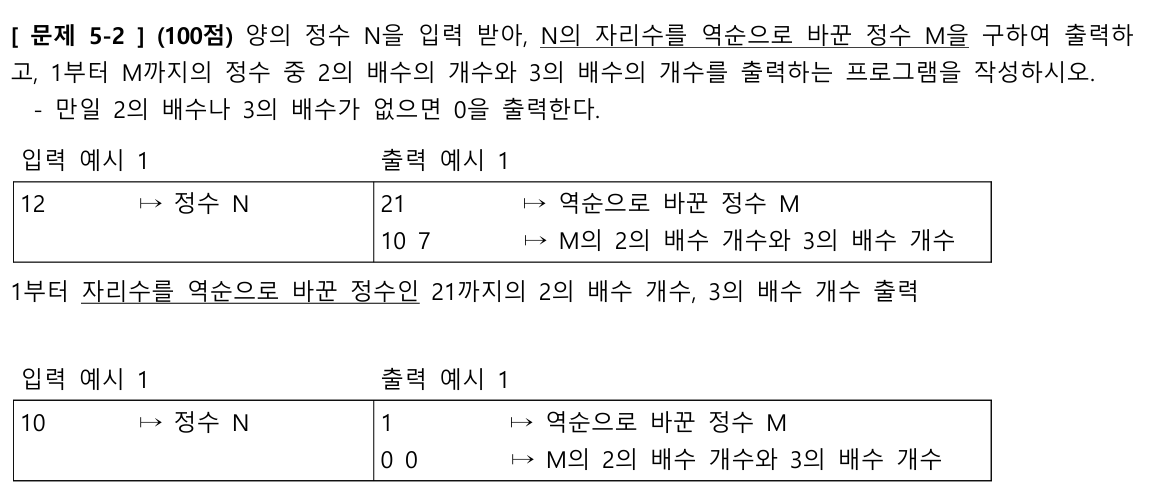 [ 문제 5-2 ] (100점) 양의 정수 N을 입력 받아, N의 자리수를 역순으로 바꾼 정수 M을 구하여 출력하
고, 1부터 M까지의 정수 중 2의 배수의 개수와 3의 배수의 개수를 출력하는 프로그램을 작성하시오.
- 만일 2의 배수나 3의 배수가 없으면 0을 출력한다.
입력 예시 1 출력 예시 1
12 ↦ 정수 N 21 ↦ 역순으로 바꾼 정수 M
10 7 ↦ M의 2의 배수 개수와 3의 배수 개수
1부터 자리수를 역순으로 바꾼 정수인 21까지의 2의 배수 개수, 3의 배수 개수 출력
입력 예시 1 출력 예시 1
10 ↦ 정수 N 1 ↦ 역순으로 바꾼 정수 M
0 0 ↦ M의 2의 배수 개수와 3의 배수 개수